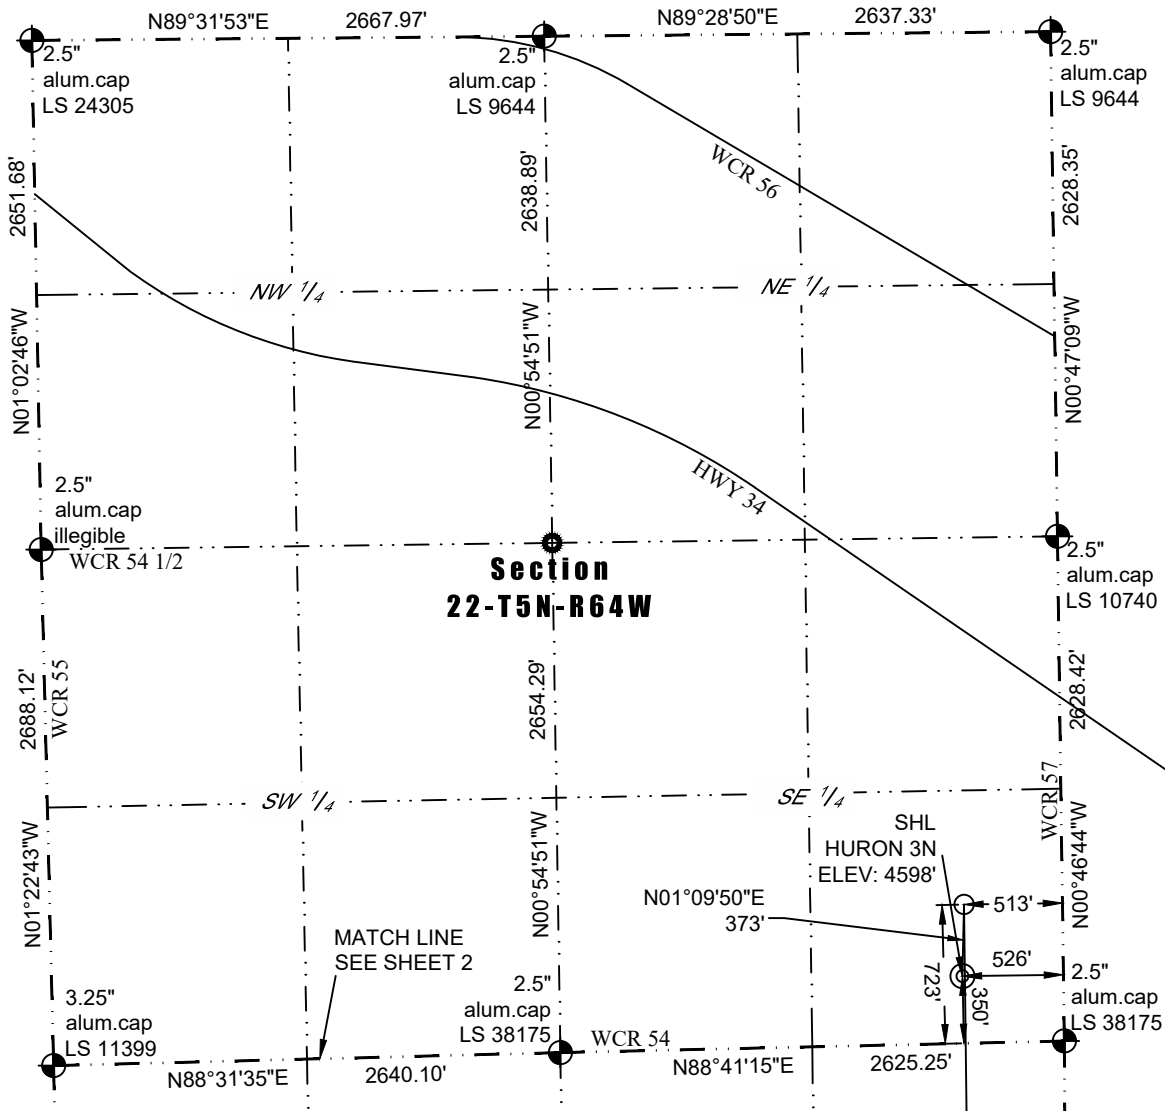 N89°31'53"E 2667.97' N89°28'50"E 2637.33'
2.5"
alum.cap
LS 24305
2.5"
alum.cap
LS 9644
2.5"
alum.cap
LS 9644
2651.68'
2638.89'
2628.35'
WCR 56
NW 1/4
NE 1/4
N01°02'46"W
N00°54'51"W
N00°47'09"W
HWY 34
2.5"
alum.cap
illegible
WCR 54 1/2
Section
22-T5N-R64W
2.5"
alum.cap
LS 10740
2688.12'
WCR 55
2654.29'
2628.42'
WCR 57
SW 1/4
SE 1/4
N01°22'43"W
N00°54'51"W
N00°46'44"W
SHL
HURON 3N
ELEV: 4598'
N01°09'50"E
373'
513'
526'
723'
350'
MATCH LINE
SEE SHEET 2
3.25"
alum.cap
LS 11399
2.5"
alum.cap
LS 38175
WCR 54
2.5"
alum.cap
LS 38175
N88°31'35"E 2640.10' N88°41'15"E 2625.25'